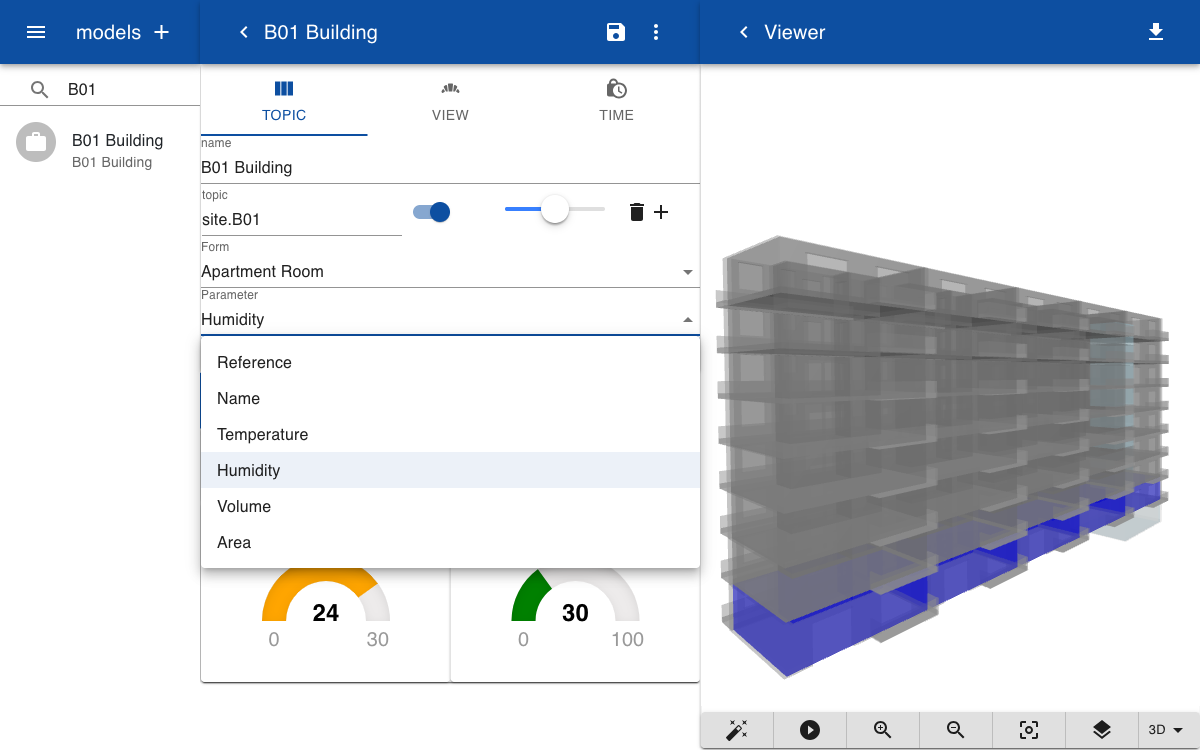 models
B01 Building
Viewer
B01
B01 Building
B01 Building
TOPIC
VIEW
TIME
name
B01 Building
topic
site.B01
Form
Apartment Room
Parameter
Humidity
Reference
Name
Temperature
Humidity
Volume
Area
24
0
30
30
0
100
3D